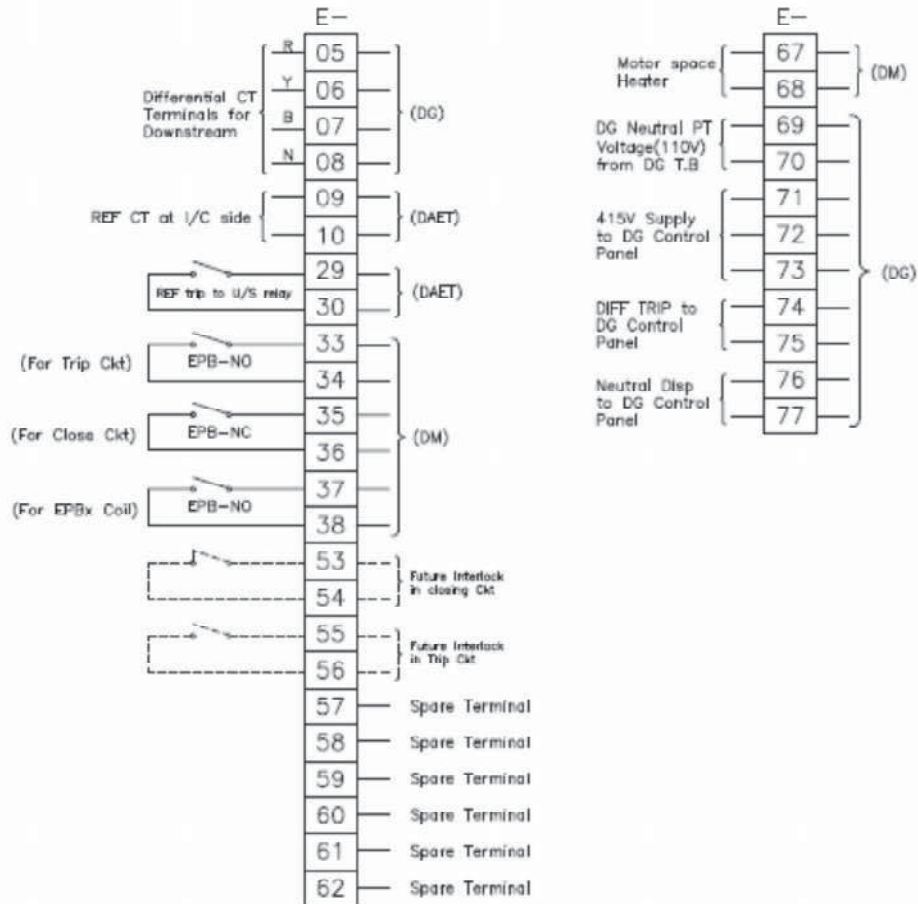 E-
R 05
Y 06
B 07
N 08
Differential CT
Terminals for
Downstream
(DG)
09
10
REF CT at I/C side
(DAET)
29
30
REF trip to U/S relay
(DAET)
33
34
(For Trip Ckt)
EPB-NO
35
36
(For Close Ckt)
EPB-NC
37
38
(For EPBx Coil)
EPB-NO
(DM)
53
54
Future Interlock
in closing Ckt
55
56
Future Interlock
in Trip Ckt
57 Spare Terminal
58 Spare Terminal
59 Spare Terminal
60 Spare Terminal
61 Spare Terminal
62 Spare Terminal
E-
67
68
Motor space
Heater
(DM)
69
70
DG Neutral PT
Voltage(110V)
from DG T.B
71
72
73
415V Supply
to DG Control
Panel
74
75
DIFF TRIP to
DG Control
Panel
76
77
Neutral Disp
to DG Control
Panel
(DG)